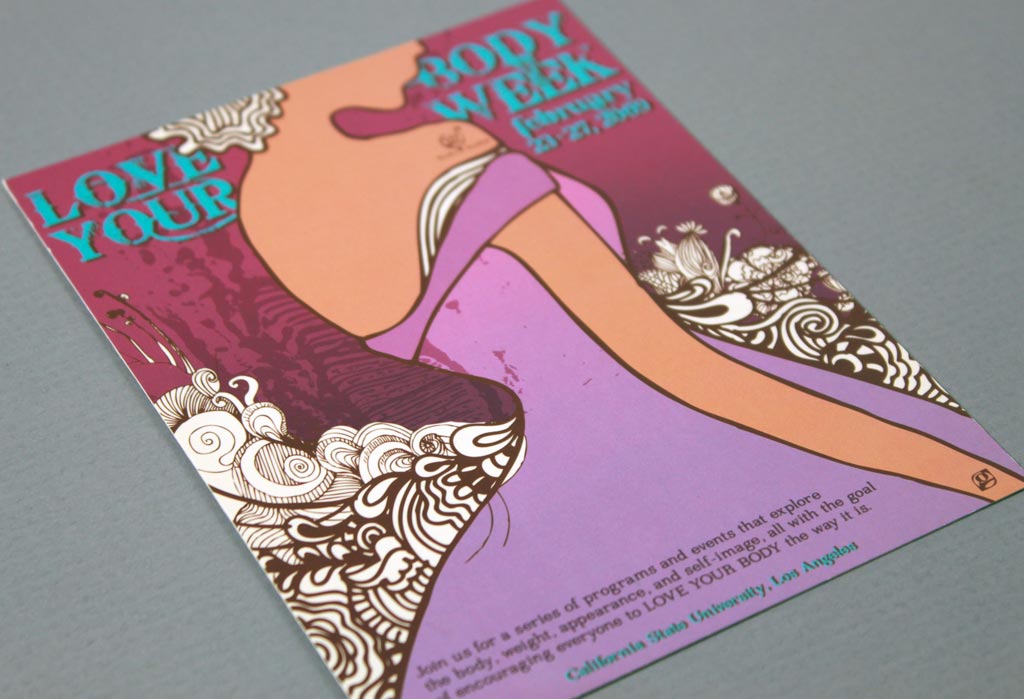 LOVE
YOUR
BODY
WEEK
february
23 - 27, 2009
Join us for a series of programs and events that explore
the body, weight, appearance, and self-image, all with the goal
of encouraging everyone to LOVE YOUR BODY the way it is.
California State University, Los Angeles